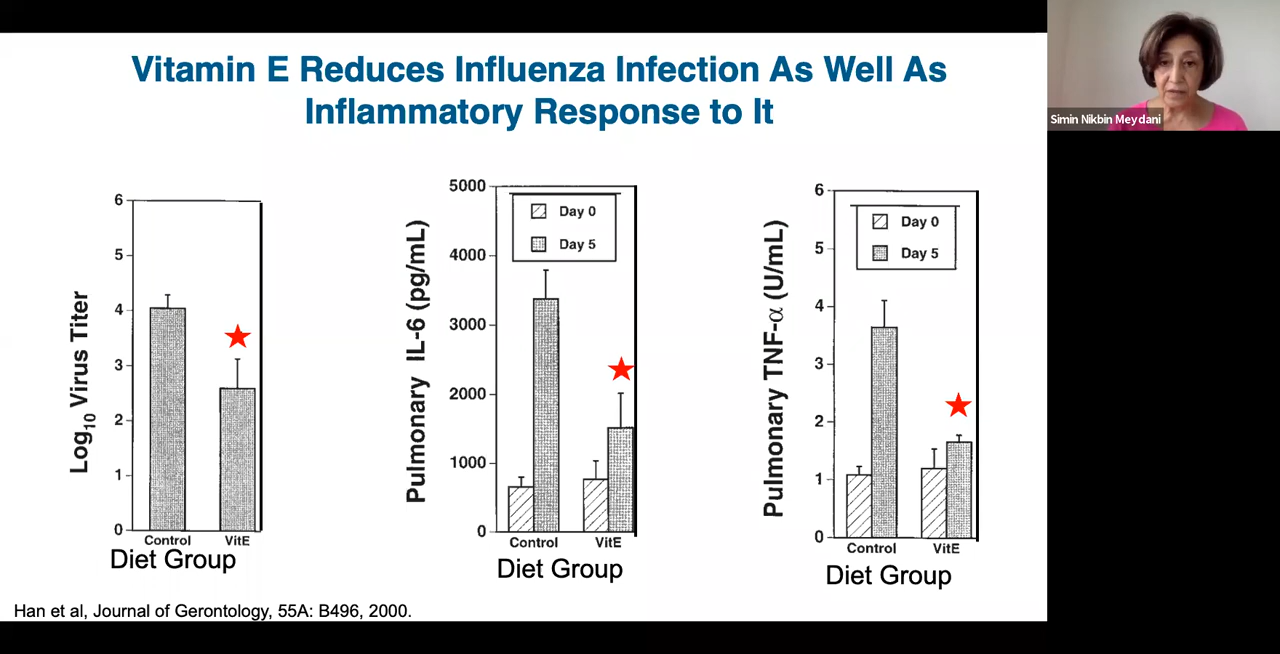 Vitamin E Reduces Influenza Infection As Well As
Inflammatory Response to It
Simin Nikbin Meydani
Log10 Virus Titer
6
5
4
3
2
1
0
Control VitE
Diet Group
Pulmonary IL-6 (pg/mL)
5000
4000
3000
2000
1000
0
Day 0
Day 5
Control VitE
Diet Group
Pulmonary TNF-α (U/mL)
6
5
4
3
2
1
0
Day 0
Day 5
Control VitE
Diet Group
Han et al, Journal of Gerontology, 55A: B496, 2000.